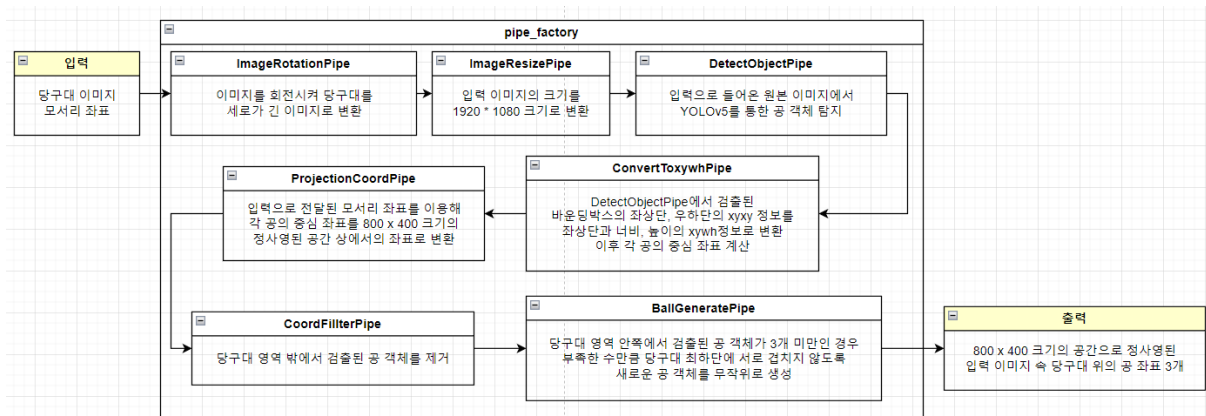 pipe_factory
입력
당구대 이미지
모서리 좌표
ImageRotationPipe
이미지를 회전시켜 당구대를
세로가 긴 이미지로 변환
ImageResizePipe
입력 이미지의 크기를
1920 * 1080 크기로 변환
DetectObjectPipe
입력으로 들어온 원본 이미지에서
YOLOv5를 통한 공 객체 탐지
ConvertToxywhPipe
DetectObjectPipe에서 검출된
바운딩박스의 좌상단, 우하단의 xyxy 정보를
좌상단과 너비, 높이의 xywh정보로 변환
이후 각 공의 중심 좌표 계산
ProjectionCoordPipe
입력으로 전달된 모서리 좌표를 이용해
각 공의 중심 좌표를 800 x 400 크기의
정사영된 공간 상에서의 좌표로 변환
CoordFillterPipe
당구대 영역 밖에서 검출된 공 객체를 제거
BallGeneratePipe
당구대 영역 안쪽에서 검출된 공 객체가 3개 미만인 경우
부족한 수만큼 당구대 최하단에 서로 겹치지 않도록
새로운 공 객체를 무작위로 생성
출력
800 x 400 크기의 공간으로 정사영된
입력 이미지 속 당구대 위의 공 좌표 3개